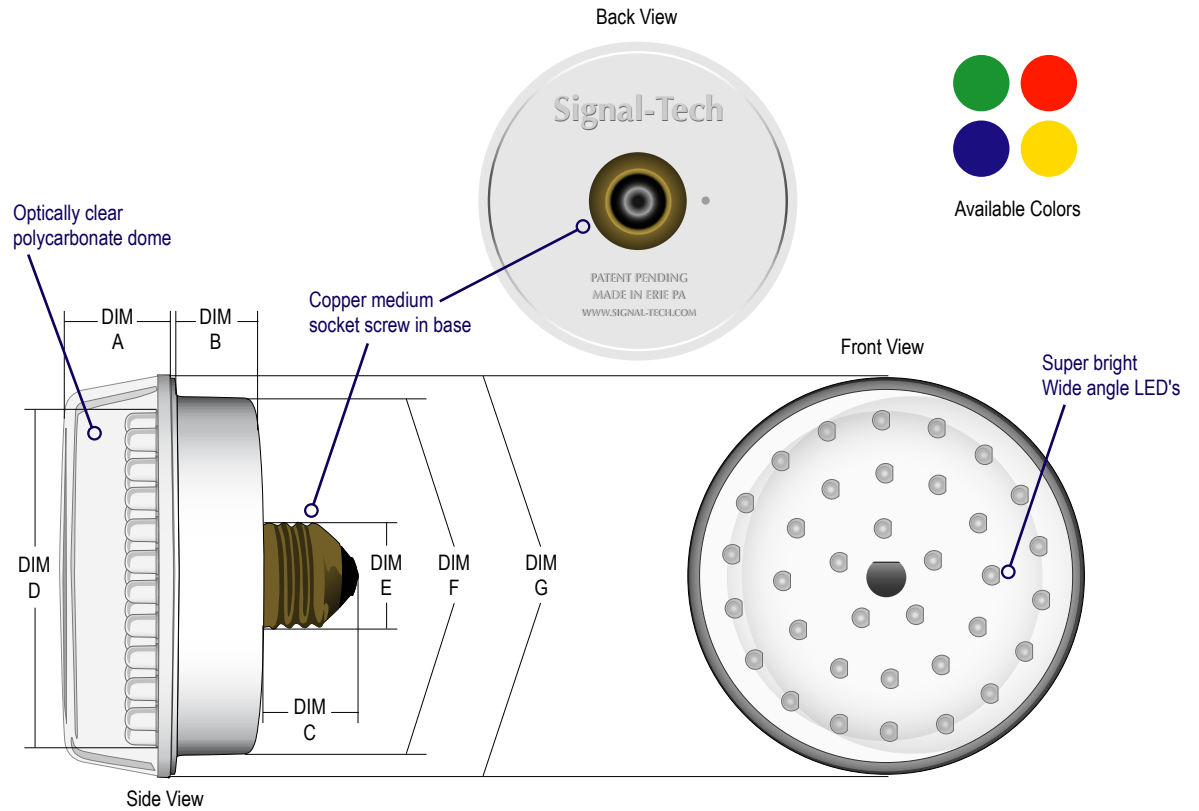 Back View
Signal-Tech
PATENT PENDING
MADE IN ERIE PA
WWW.SIGNAL-TECH.COM
Available Colors
Optically clear
polycarbonate dome
Copper medium
socket screw in base
DIM
A
DIM
B
Front View
Super bright
Wide angle LED's
DIM
D
DIM
E
DIM
F
DIM
G
DIM
C
Side View